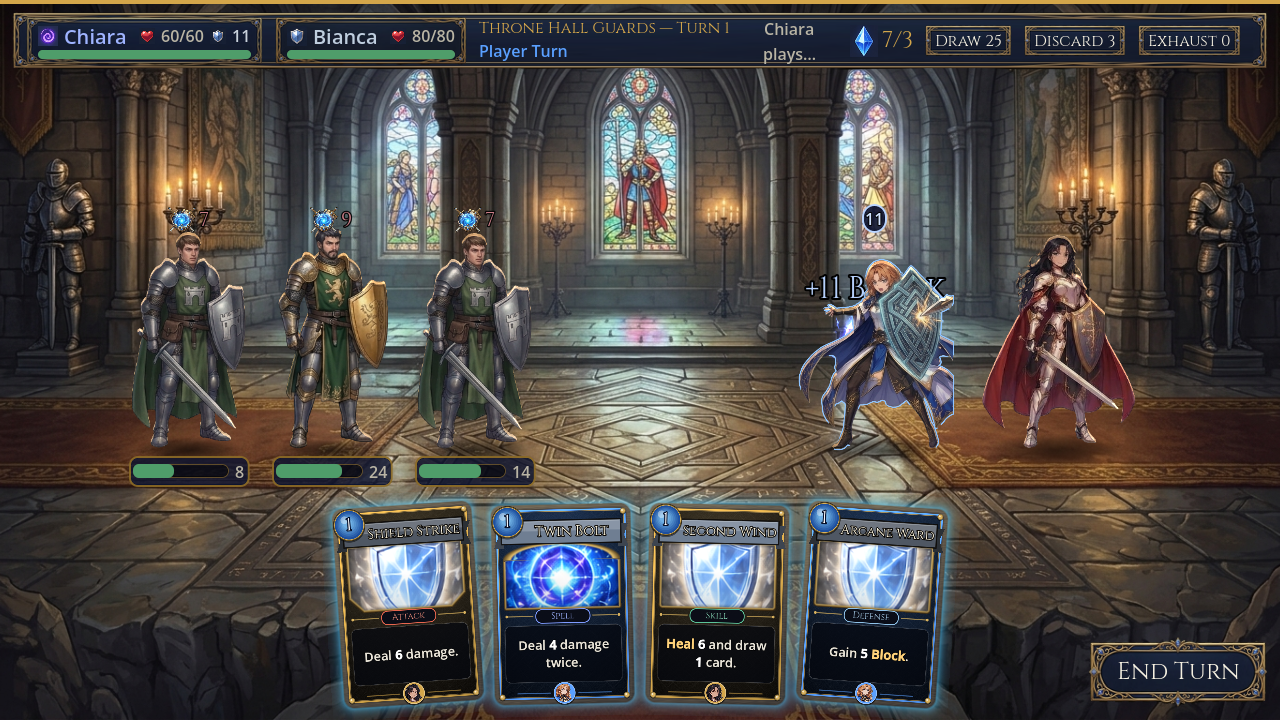 Chiara 60/60 11
Bianca 80/80
THRONE HALL GUARDS — TURN 1
Player Turn
Chiara
plays...
7/3
DRAW 25
DISCARD 3
EXHAUST 0
7
9
7
11
+11 B
8
24
14
1
SHIELD STRIKE
ATTACK
Deal 6 damage.
1
TWIN BOLT
SPELL
Deal 4 damage
twice.
1
SECOND WIND
SKILL
Heal 6 and draw
1 card.
1
ARCANE WARD
DEFENSE
Gain 5 Block.
END TURN